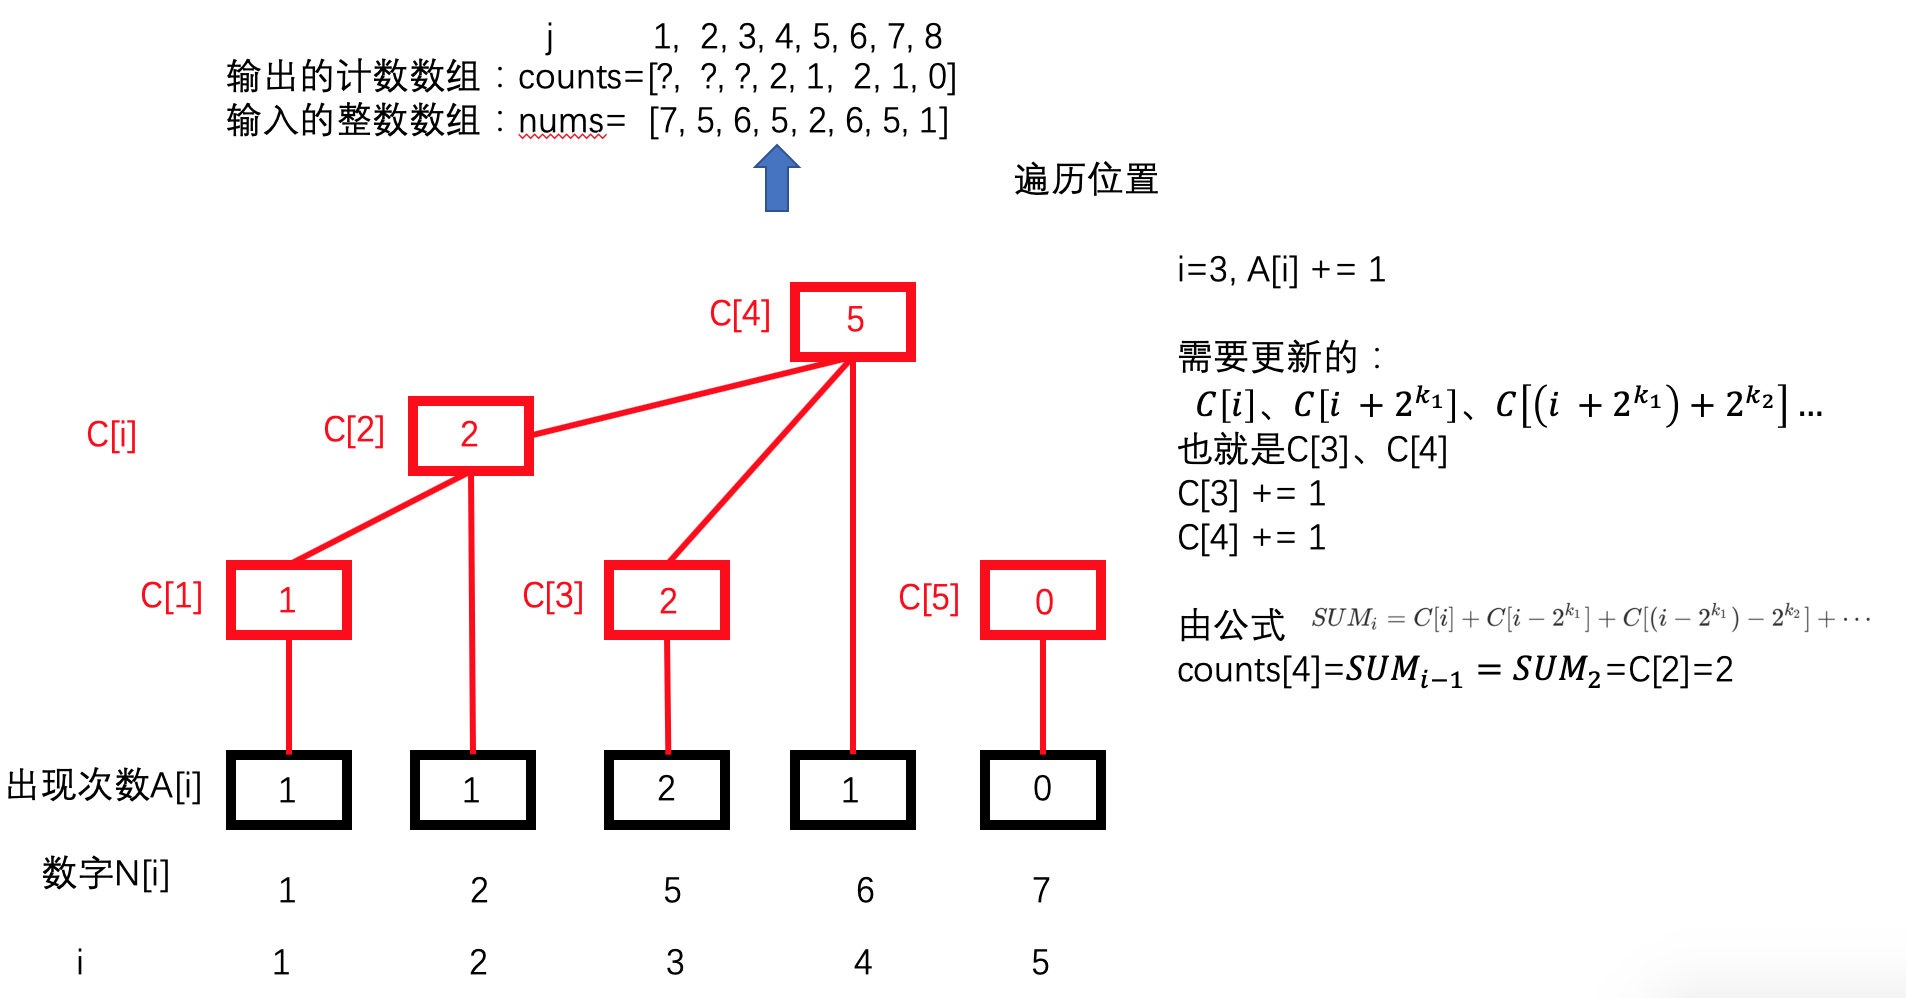 j 1, 2, 3, 4, 5, 6, 7, 8
输出的计数数组：counts=[?, ?, ?, 2, 1, 2, 1, 0]
输入的整数数组：nums= [7, 5, 6, 5, 2, 6, 5, 1]
遍历位置
i=3, A[i] += 1
需要更新的：
C[i]、C[i + 2^{k_1}]、C[(i + 2^{k_1}) + 2^{k_2}] ...
也就是C[3]、C[4]
C[3] += 1
C[4] += 1
由公式 SUM_i = C[i] + C[i − 2^{k_1}] + C[(i − 2^{k_1}) − 2^{k_2}] + ···
counts[4]=SUM_{i−1} = SUM_2=C[2]=2
C[4] 5
C[i] C[2] 2
C[1] 1 C[3] 2 C[5] 0
出现次数A[i] 1 1 2 1 0
数字N[i] 1 2 5 6 7
i 1 2 3 4 5